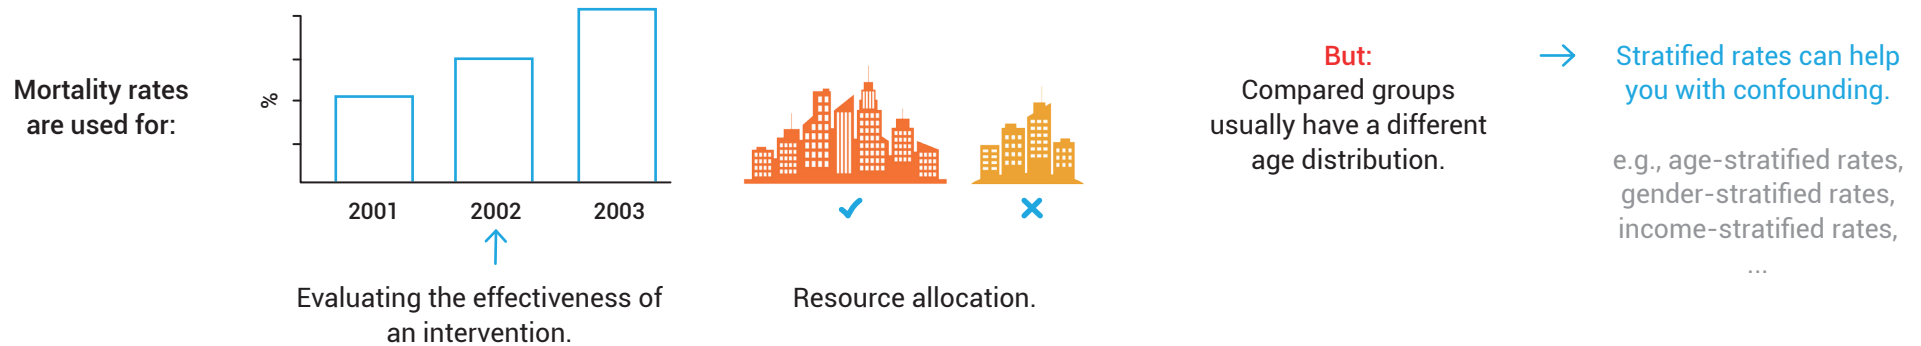 Mortality rates
are used for:
%
2001
2002
2003
Evaluating the effectiveness of
an intervention.
Resource allocation.
But:
Compared groups
usually have a different
age distribution.
Stratified rates can help
you with confounding.
e.g., age-stratified rates,
gender-stratified rates,
income-stratified rates,
...